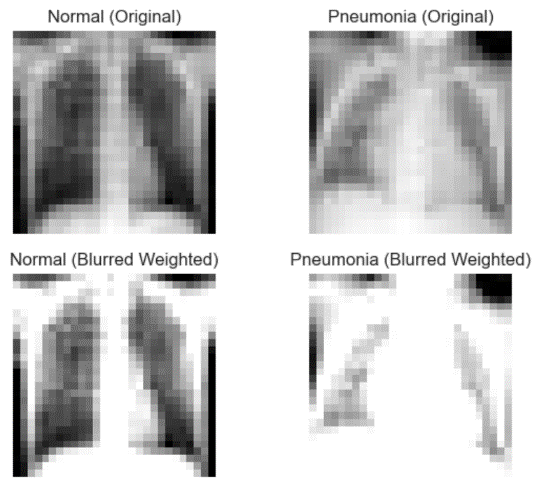 Normal (Original)
Pneumonia (Original)
Normal (Blurred Weighted)
Pneumonia (Blurred Weighted)